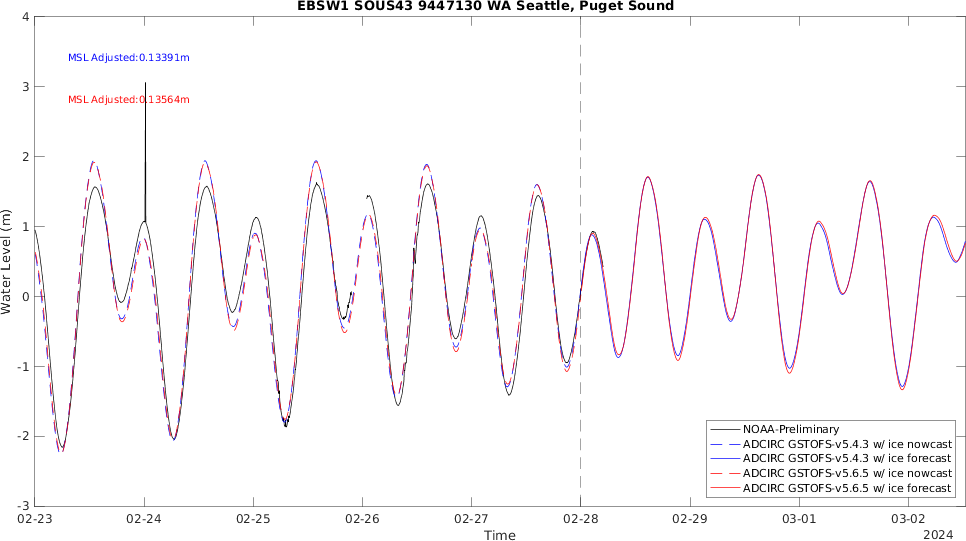 EBSW1 SOUS43 9447130 WA Seattle, Puget Sound
4
MSL Adjusted:0.13391m
3
MSL Adjusted:0.13564m
2
1
0
-1
-2
-3
Water Level (m)
NOAA-Preliminary
ADCIRC GSTOFS-v5.4.3 w/ ice nowcast
ADCIRC GSTOFS-v5.4.3 w/ ice forecast
ADCIRC GSTOFS-v5.6.5 w/ ice nowcast
ADCIRC GSTOFS-v5.6.5 w/ ice forecast
02-23 02-24 02-25 02-26 02-27 02-28 02-29 03-01 03-02
Time
2024